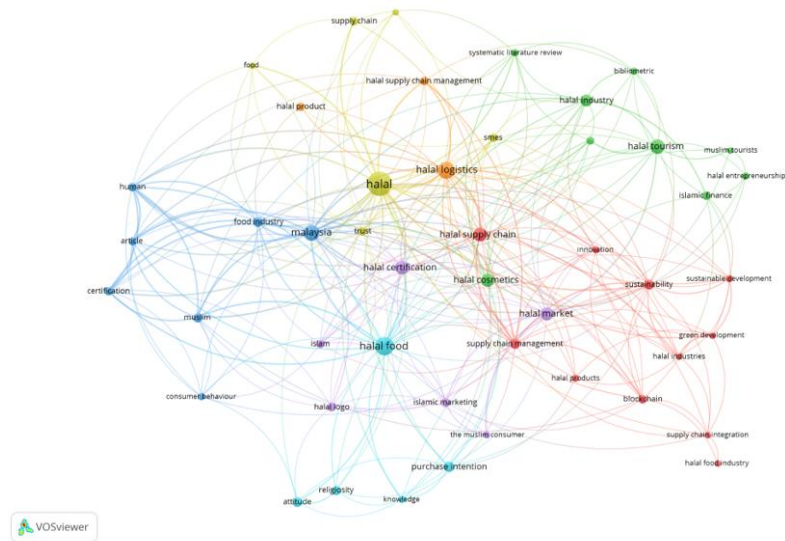 supply chain
systematic literature review
food
bibliometric
halal supply chain management
halal industry
halal product
smes
halal tourism
muslim tourists
halal logistics
halal entrepreneurship
halal
human
islamic finance
food industry
malaysia
trust
halal supply chain
article
innovation
halal certification
halal cosmetics
sustainability
sustainable development
certification
halal market
muslim
green development
islam
halal food
supply chain management
halal industries
halal products
consumer behaviour
halal logo
islamic marketing
blockchain
the muslim consumer
supply chain integration
purchase intention
halal food industry
religiosity
attitude
knowledge
VOSviewer